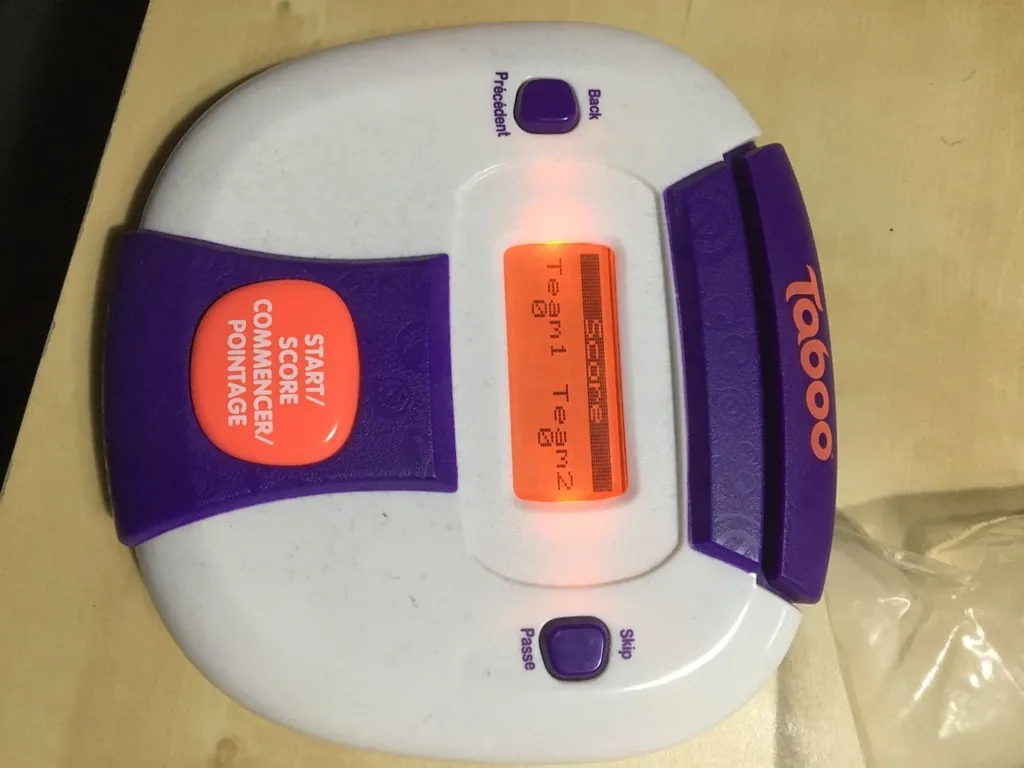 Taboo
Back
Précédent
Skip
Passe
Score
Team1 Team2
0 0
START/
SCORE
COMMENCER/
POINTAGE